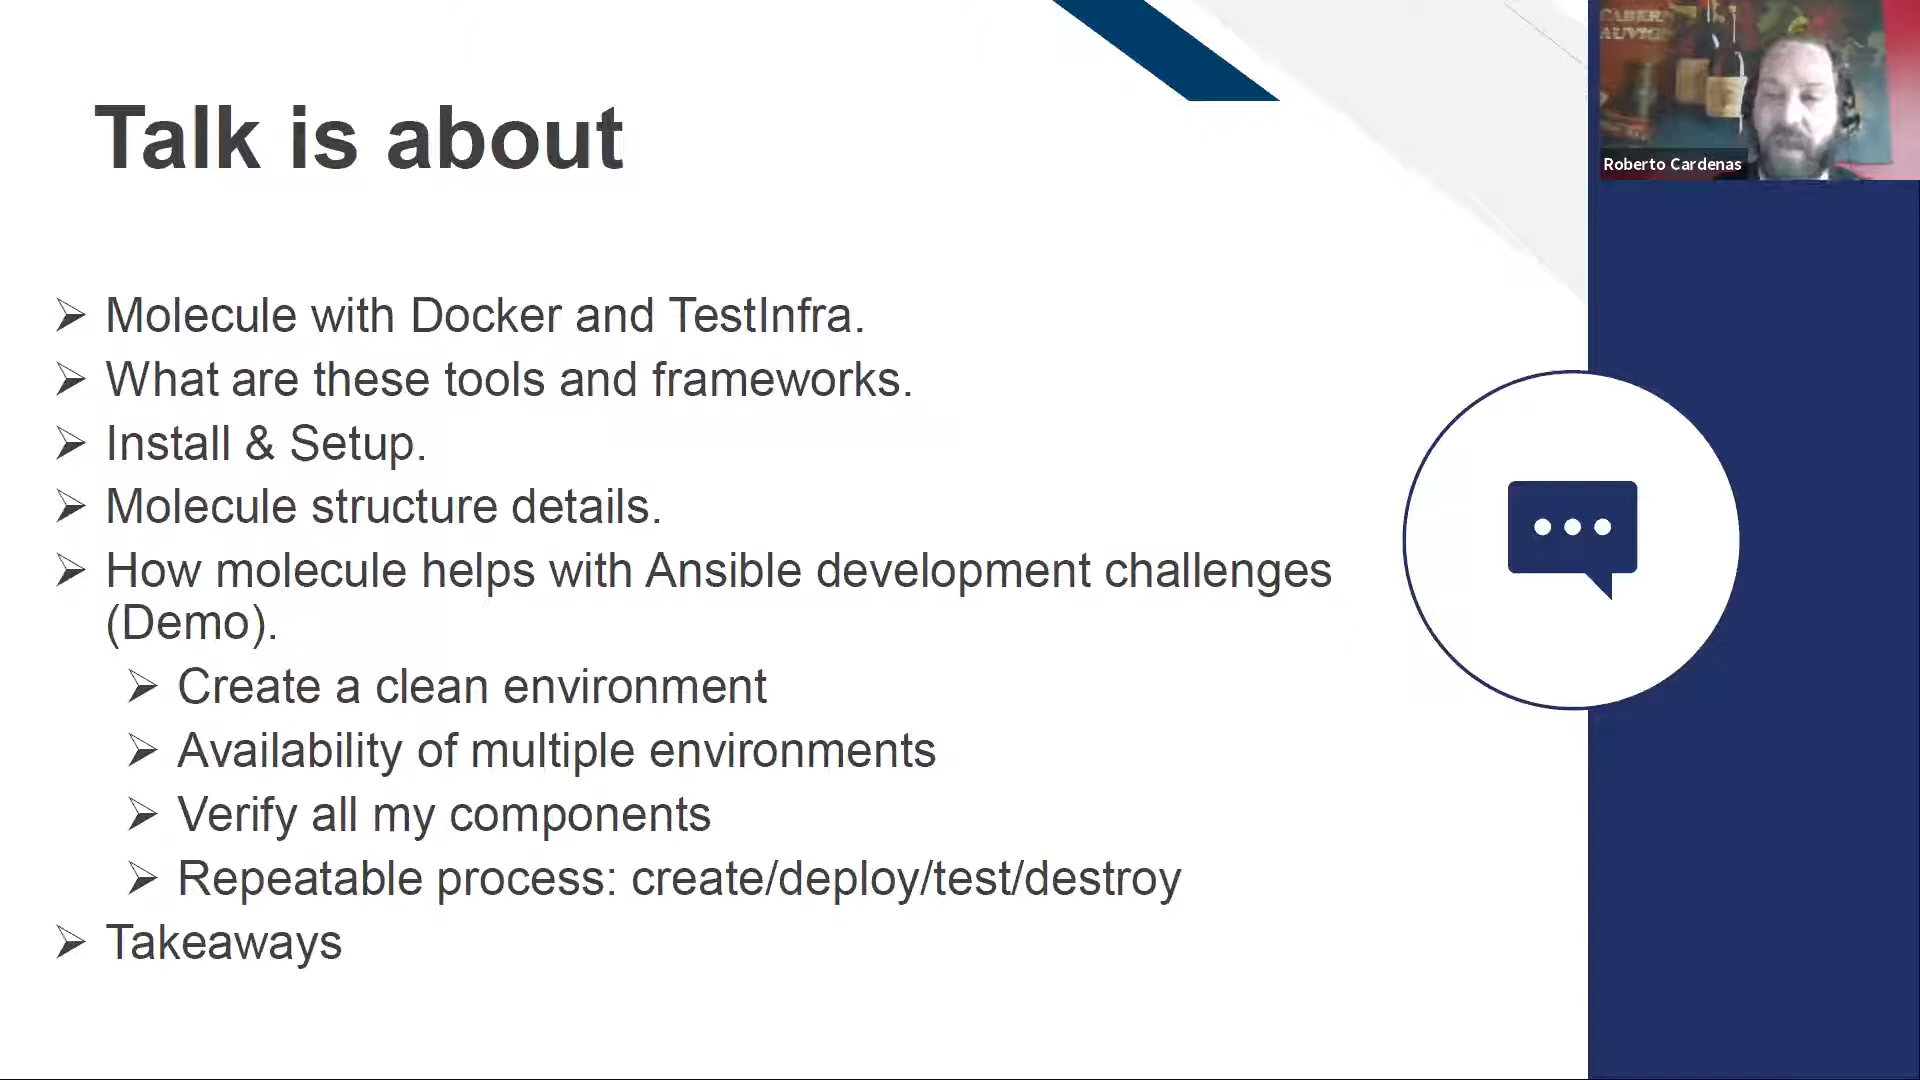 Talk is about
Molecule with Docker and TestInfra.
What are these tools and frameworks.
Install & Setup.
Molecule structure details.
How molecule helps with Ansible development challenges
(Demo).
Create a clean environment
Availability of multiple environments
Verify all my components
Repeatable process: create/deploy/test/destroy
Takeaways
Roberto Cardenas